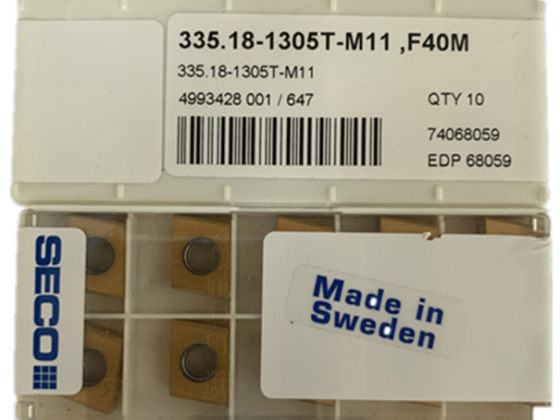 335.18-1305T-M11 ,F40M
335.18-1305T-M11
4993428 001 / 647
QTY 10
74068059
EDP 68059
SECO
Made in
Sweden